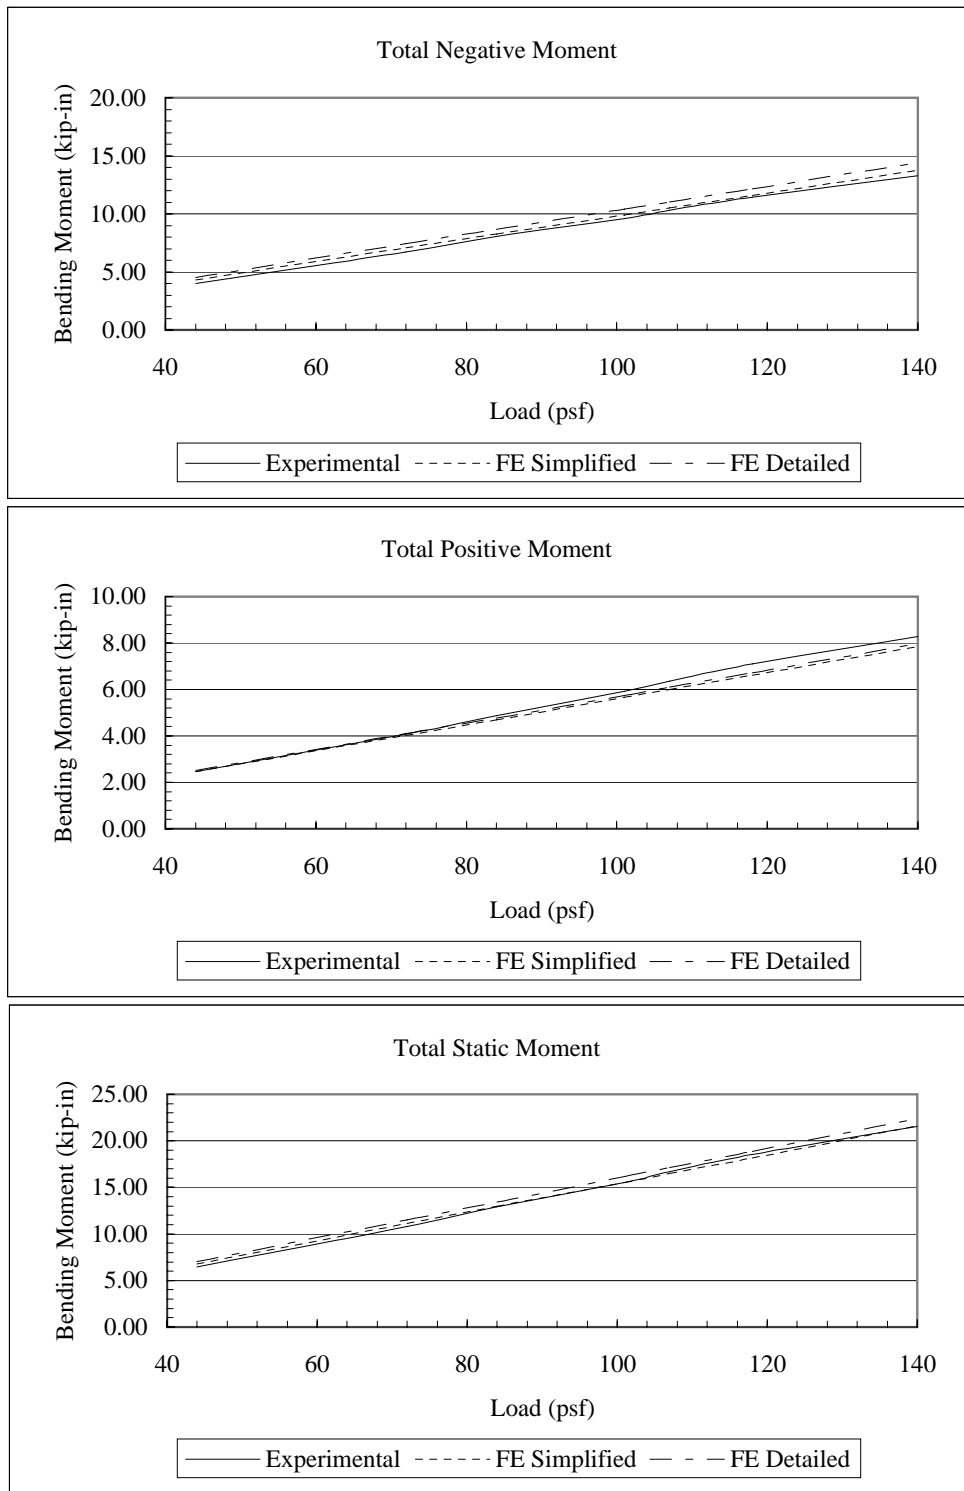 Total Negative Moment
Bending Moment (kip-in)
20.00
15.00
10.00
5.00
0.00
40 60 80 100 120 140
Load (psf)
Experimental FE Simplified FE Detailed
Total Positive Moment
Bending Moment (kip-in)
10.00
8.00
6.00
4.00
2.00
0.00
40 60 80 100 120 140
Load (psf)
Experimental FE Simplified FE Detailed
Total Static Moment
Bending Moment (kip-in)
25.00
20.00
15.00
10.00
5.00
0.00
40 60 80 100 120 140
Load (psf)
Experimental FE Simplified FE Detailed